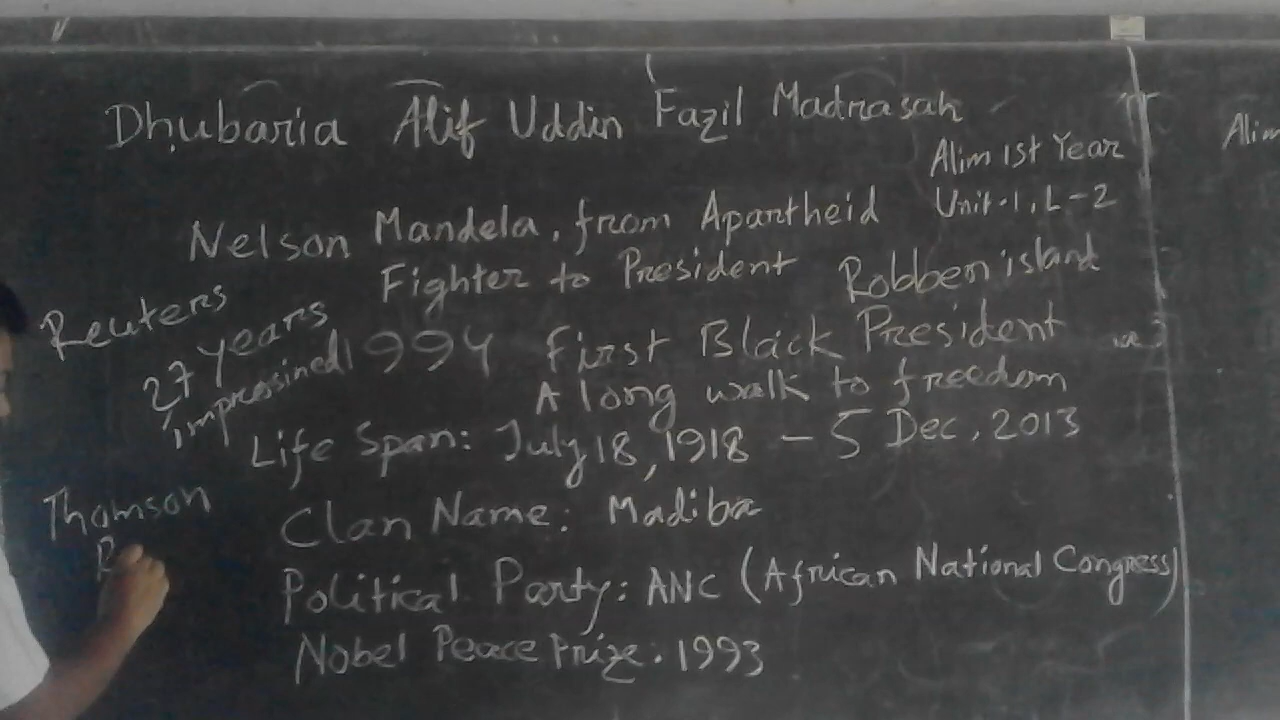 Dhubaria Alif Uddin Fazil Madrasah
Alim 1st Year
Unit-1, L-2
Nelson Mandela, from Apartheid
Fighter to President
Robben island
Reuters
27 years
improsined
1994 First Black President
A long walk to freedom
Life Span: July 18, 1918 - 5 Dec, 2013
Thomson
R
Clan Name: Madiba
Political Party: ANC (African National Congress)
Nobel Peace Prize: 1993
Alim